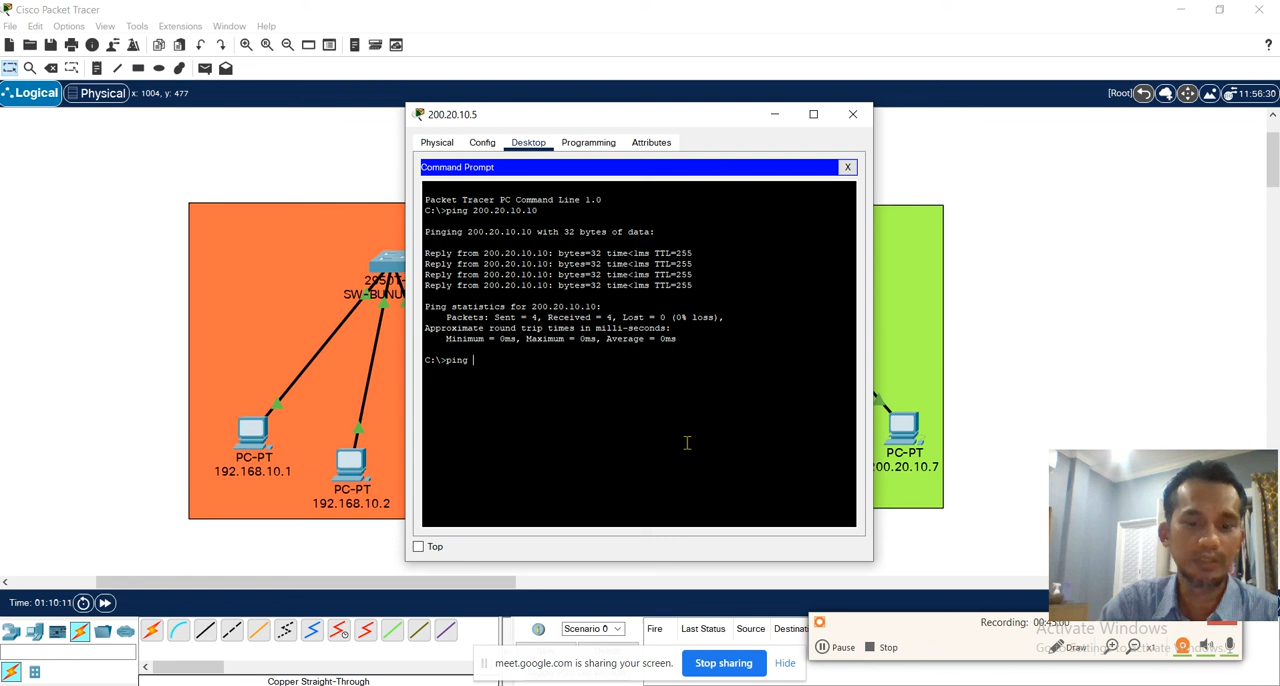 Cisco Packet Tracer
File Edit Options View Tools Extensions Window Help
Logical Physical x: 1004, y: 477 [Root] 11:56:30
200.20.10.5
Physical Config Desktop Programming Attributes
Command Prompt X
Packet Tracer PC Command Line 1.0
C:\>ping 200.20.10.10
Pinging 200.20.10.10 with 32 bytes of data:
Reply from 200.20.10.10: bytes=32 time<1ms TTL=255
Reply from 200.20.10.10: bytes=32 time<1ms TTL=255
Reply from 200.20.10.10: bytes=32 time<1ms TTL=255
Reply from 200.20.10.10: bytes=32 time<1ms TTL=255
Ping statistics for 200.20.10.10:
Packets: Sent = 4, Received = 4, Lost = 0 (0% loss),
Approximate round trip times in milli-seconds:
Minimum = 0ms, Maximum = 0ms, Average = 0ms
C:\>ping
Top
2950T-
SW-BUNU
PC-PT
192.168.10.1
PC-PT
192.168.10.2
PC-PT
200.20.10.7
Time: 01:10:11
Scenario 0 Fire Last Status Source Destina
Copper Straight-Through
meet.google.com is sharing your screen. Stop sharing Hide
Recording: 00:45:00
Pause Stop Draw x1
Activate Windows